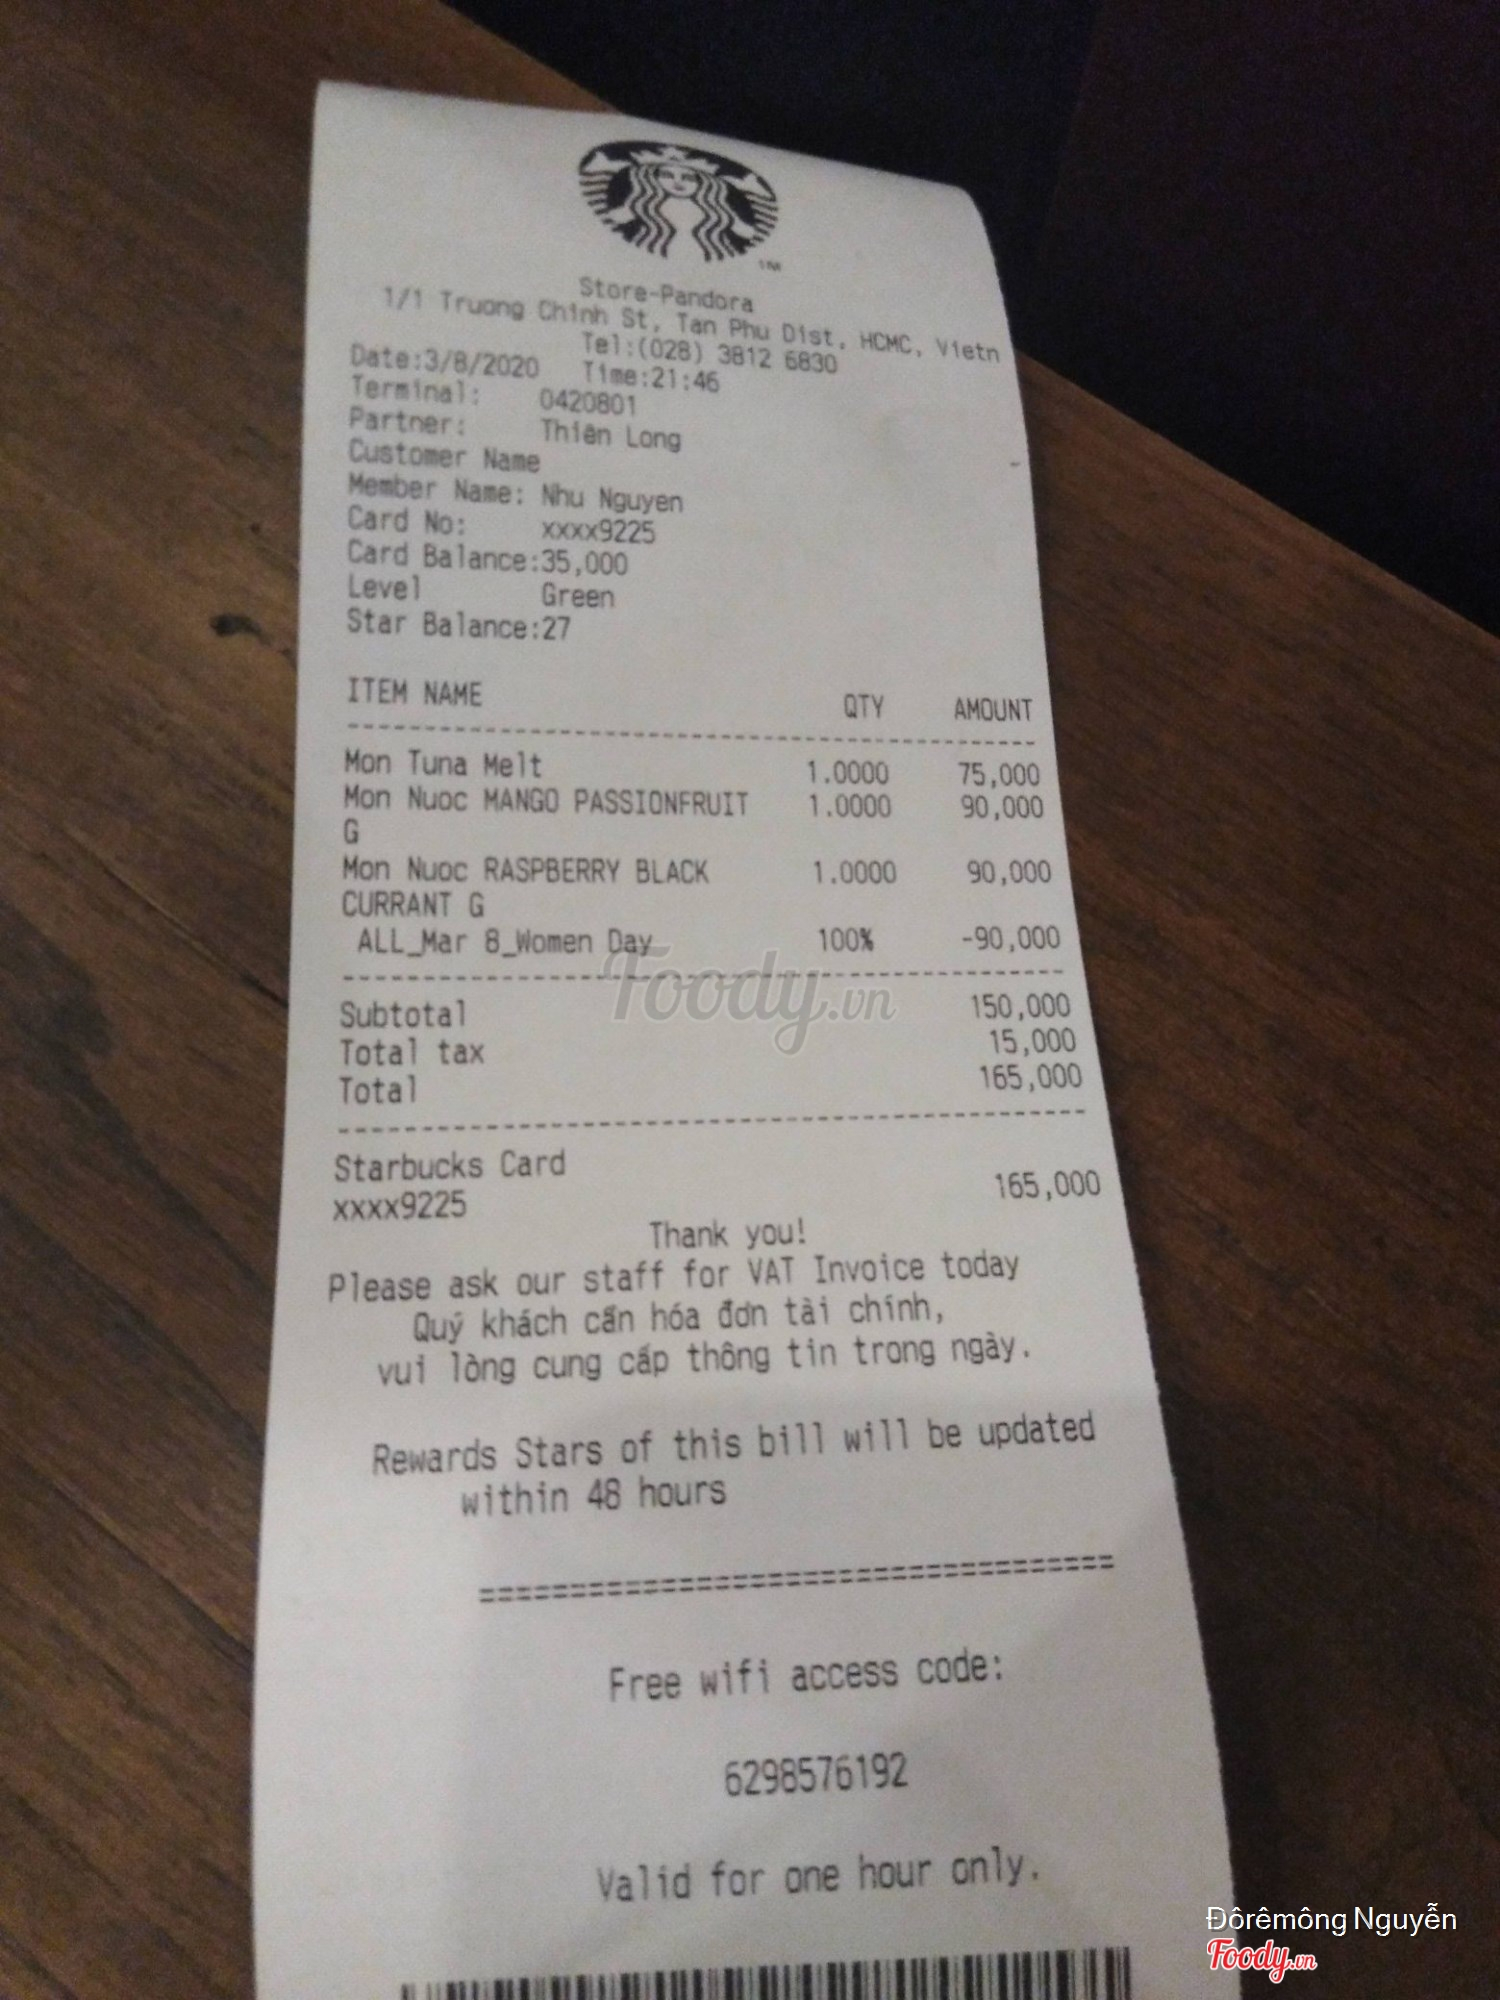 TM
Store-Pandora
1/1 Truong Chinh St, Tan Phu Dist, HCMC, Vietn
Tel:(028) 3812 6830
Date:3/8/2020 Time:21:46
Terminal: 0420801
Partner: Thiên Long
Customer Name
Member Name: Nhu Nguyen
Card No: xxxx9225
Card Balance:35,000
Level Green
Star Balance:27
ITEM NAME QTY AMOUNT
Mon Tuna Melt 1.0000 75,000
Mon Nuoc MANGO PASSIONFRUIT 1.0000 90,000
G
Mon Nuoc RASPBERRY BLACK 1.0000 90,000
CURRANT G
ALL_Mar 8_Women Day 100% -90,000
Foody.vn
Subtotal 150,000
Total tax 15,000
Total 165,000
Starbucks Card
xxxx9225 165,000
Thank you!
Please ask our staff for VAT Invoice today
Quý khách cần hóa đơn tài chính,
vui lòng cung cấp thông tin trong ngày.
Rewards Stars of this bill will be updated
within 48 hours
===================================
Free wifi access code:
6298576192
Valid for one hour only.
Đôrêmông Nguyễn
Foody.vn